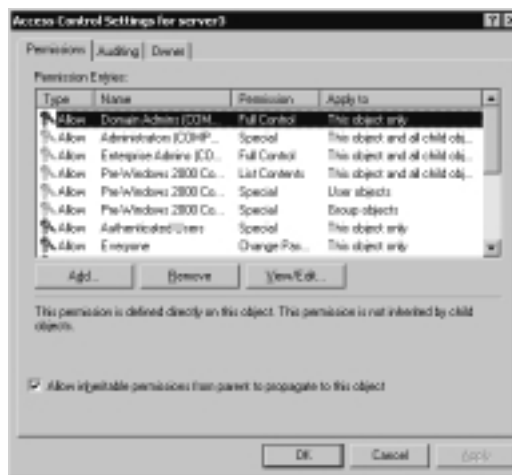 Access Control Settings for server3
Permissions Auditing Owner
Permission Entries:
Type Name Permission Apply to
Allow Domain Admins (COM... Full Control This object only
Allow Administrators (COMP... Special This object and all child obj...
Allow Enterprise Admins (CO... Full Control This object and all child obj...
Allow Pre-Windows 2000 Co... List Contents This object and all child obj...
Allow Pre-Windows 2000 Co... Special User objects
Allow Pre-Windows 2000 Co... Special Group objects
Allow Authenticated Users Special This object only
Allow Everyone Change Pas... This object only
Add... Remove View/Edit...
This permission is defined directly on this object. This permission is not inherited by child
objects.
Allow inheritable permissions from parent to propagate to this object
OK Cancel Apply